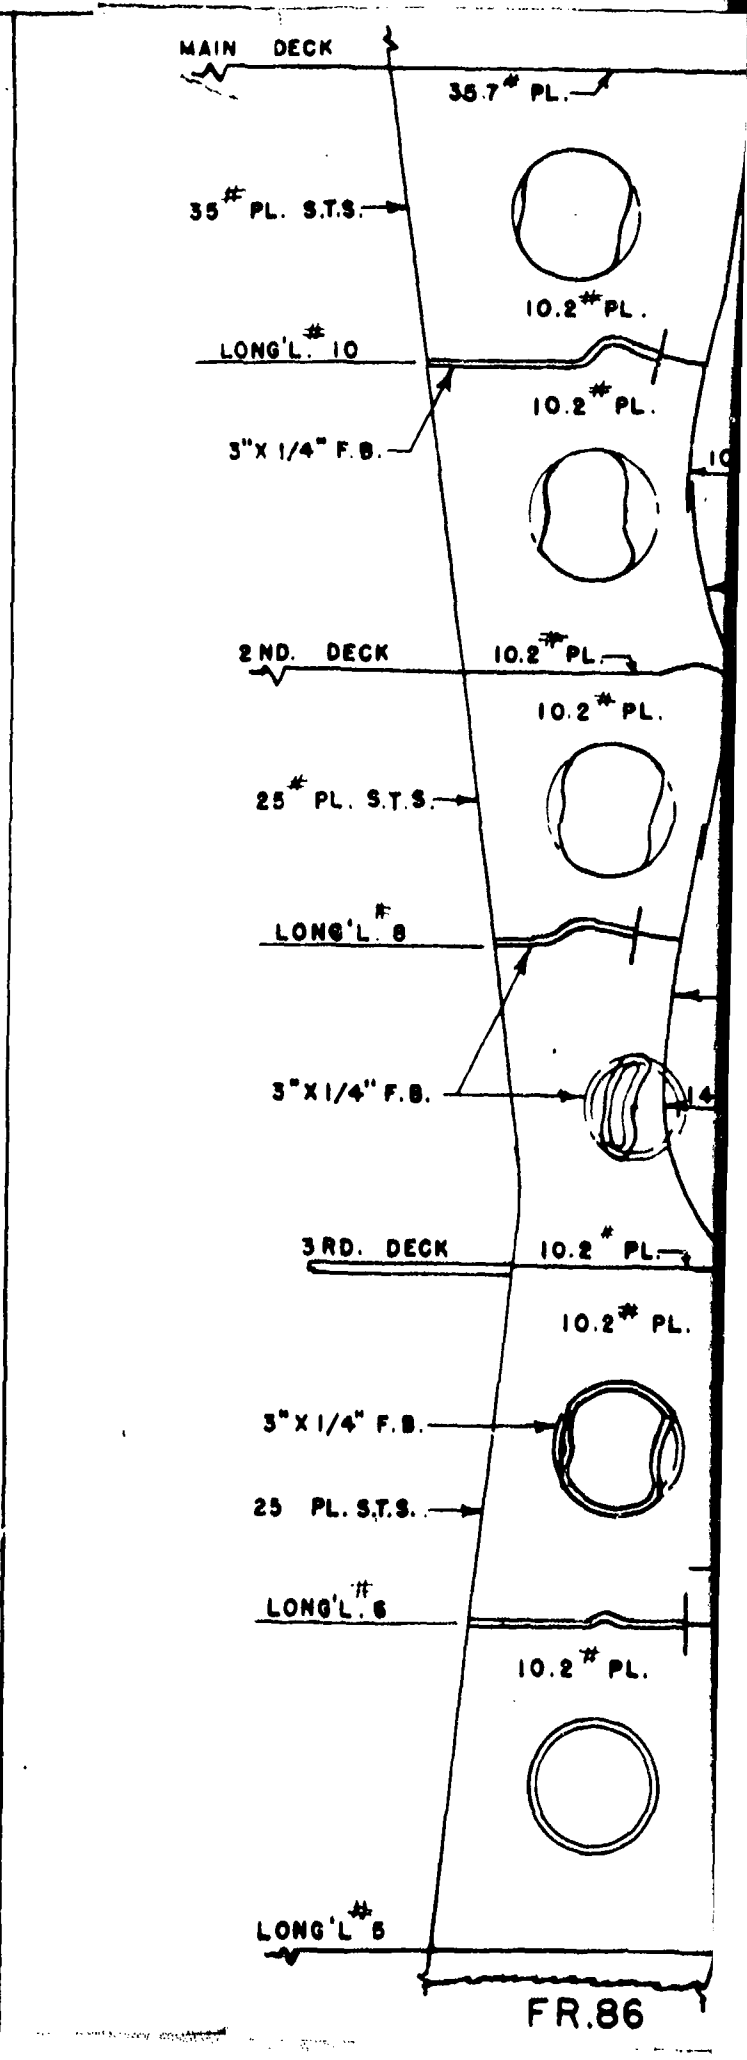 MAIN DECK
35.7# PL.
35# PL. S.T.S.
10.2# PL.
LONG'L. # 10
10.2# PL.
3" X 1/4" F.B.
10
2ND. DECK
10.2# PL.
10.2# PL.
25# PL. S.T.S.
LONG'L. # 8
3" X 1/4" F.B.
14
3RD. DECK
10.2# PL.
10.2# PL.
3" X 1/4" F.B.
25 PL. S.T.S.
LONG'L. # 6
10.2# PL.
LONG'L # 5
FR.86